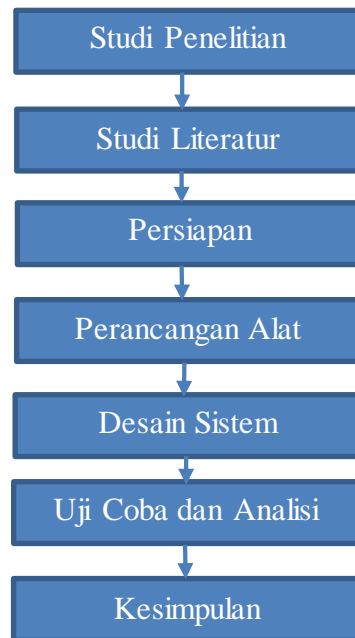 Studi Penelitian
Studi Literatur
Persiapan
Perancangan Alat
Desain Sistem
Uji Coba dan Analisi
Kesimpulan